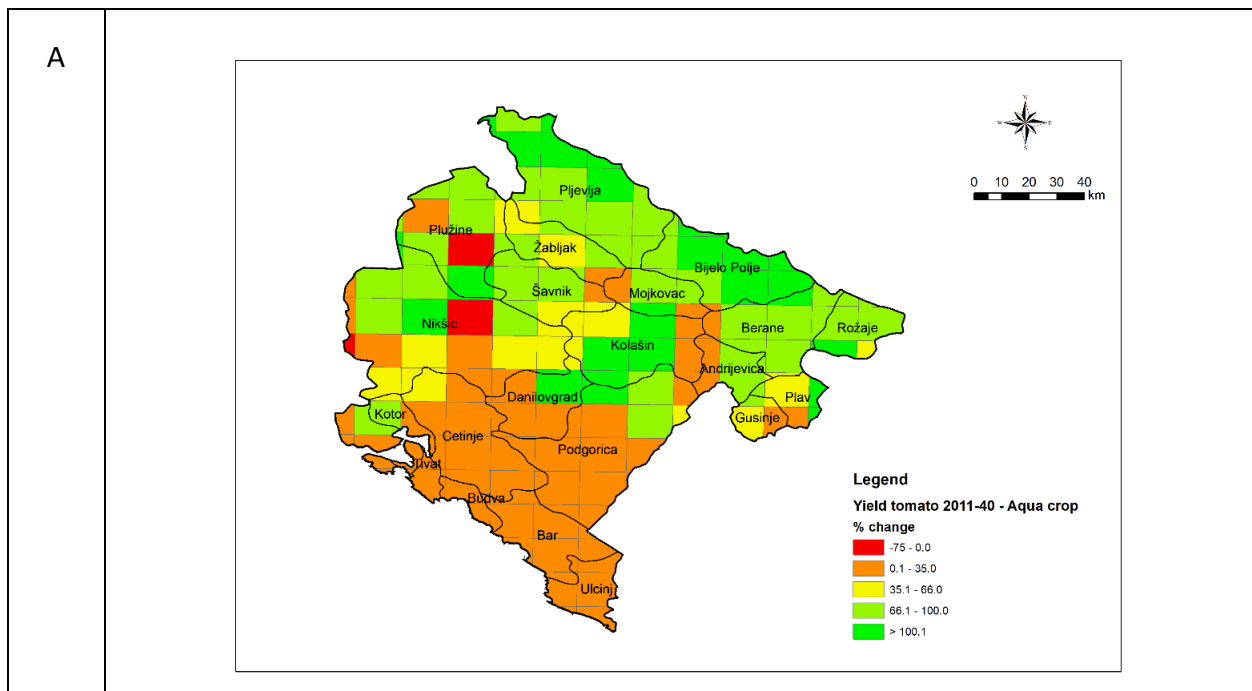 A
N
W
E
S
0 5 10 20 30 40
km
Pljevlja
Plužine
Žabljak
Bijelo Polje
Šavnik
Mojkovac
Nikšic
Berane
Rožaje
Kolašin
Andrijevica
Danilovgrad
Plav
Kotor
Gusinje
Cetinje
Podgorica
Budva
Bar
Ulcinj
Legend
Yield tomato 2011-40 - Aqua crop
% change
-75 - 0.0
0.1 - 35.0
35.1 - 66.0
66.1 - 100.0
> 100.1